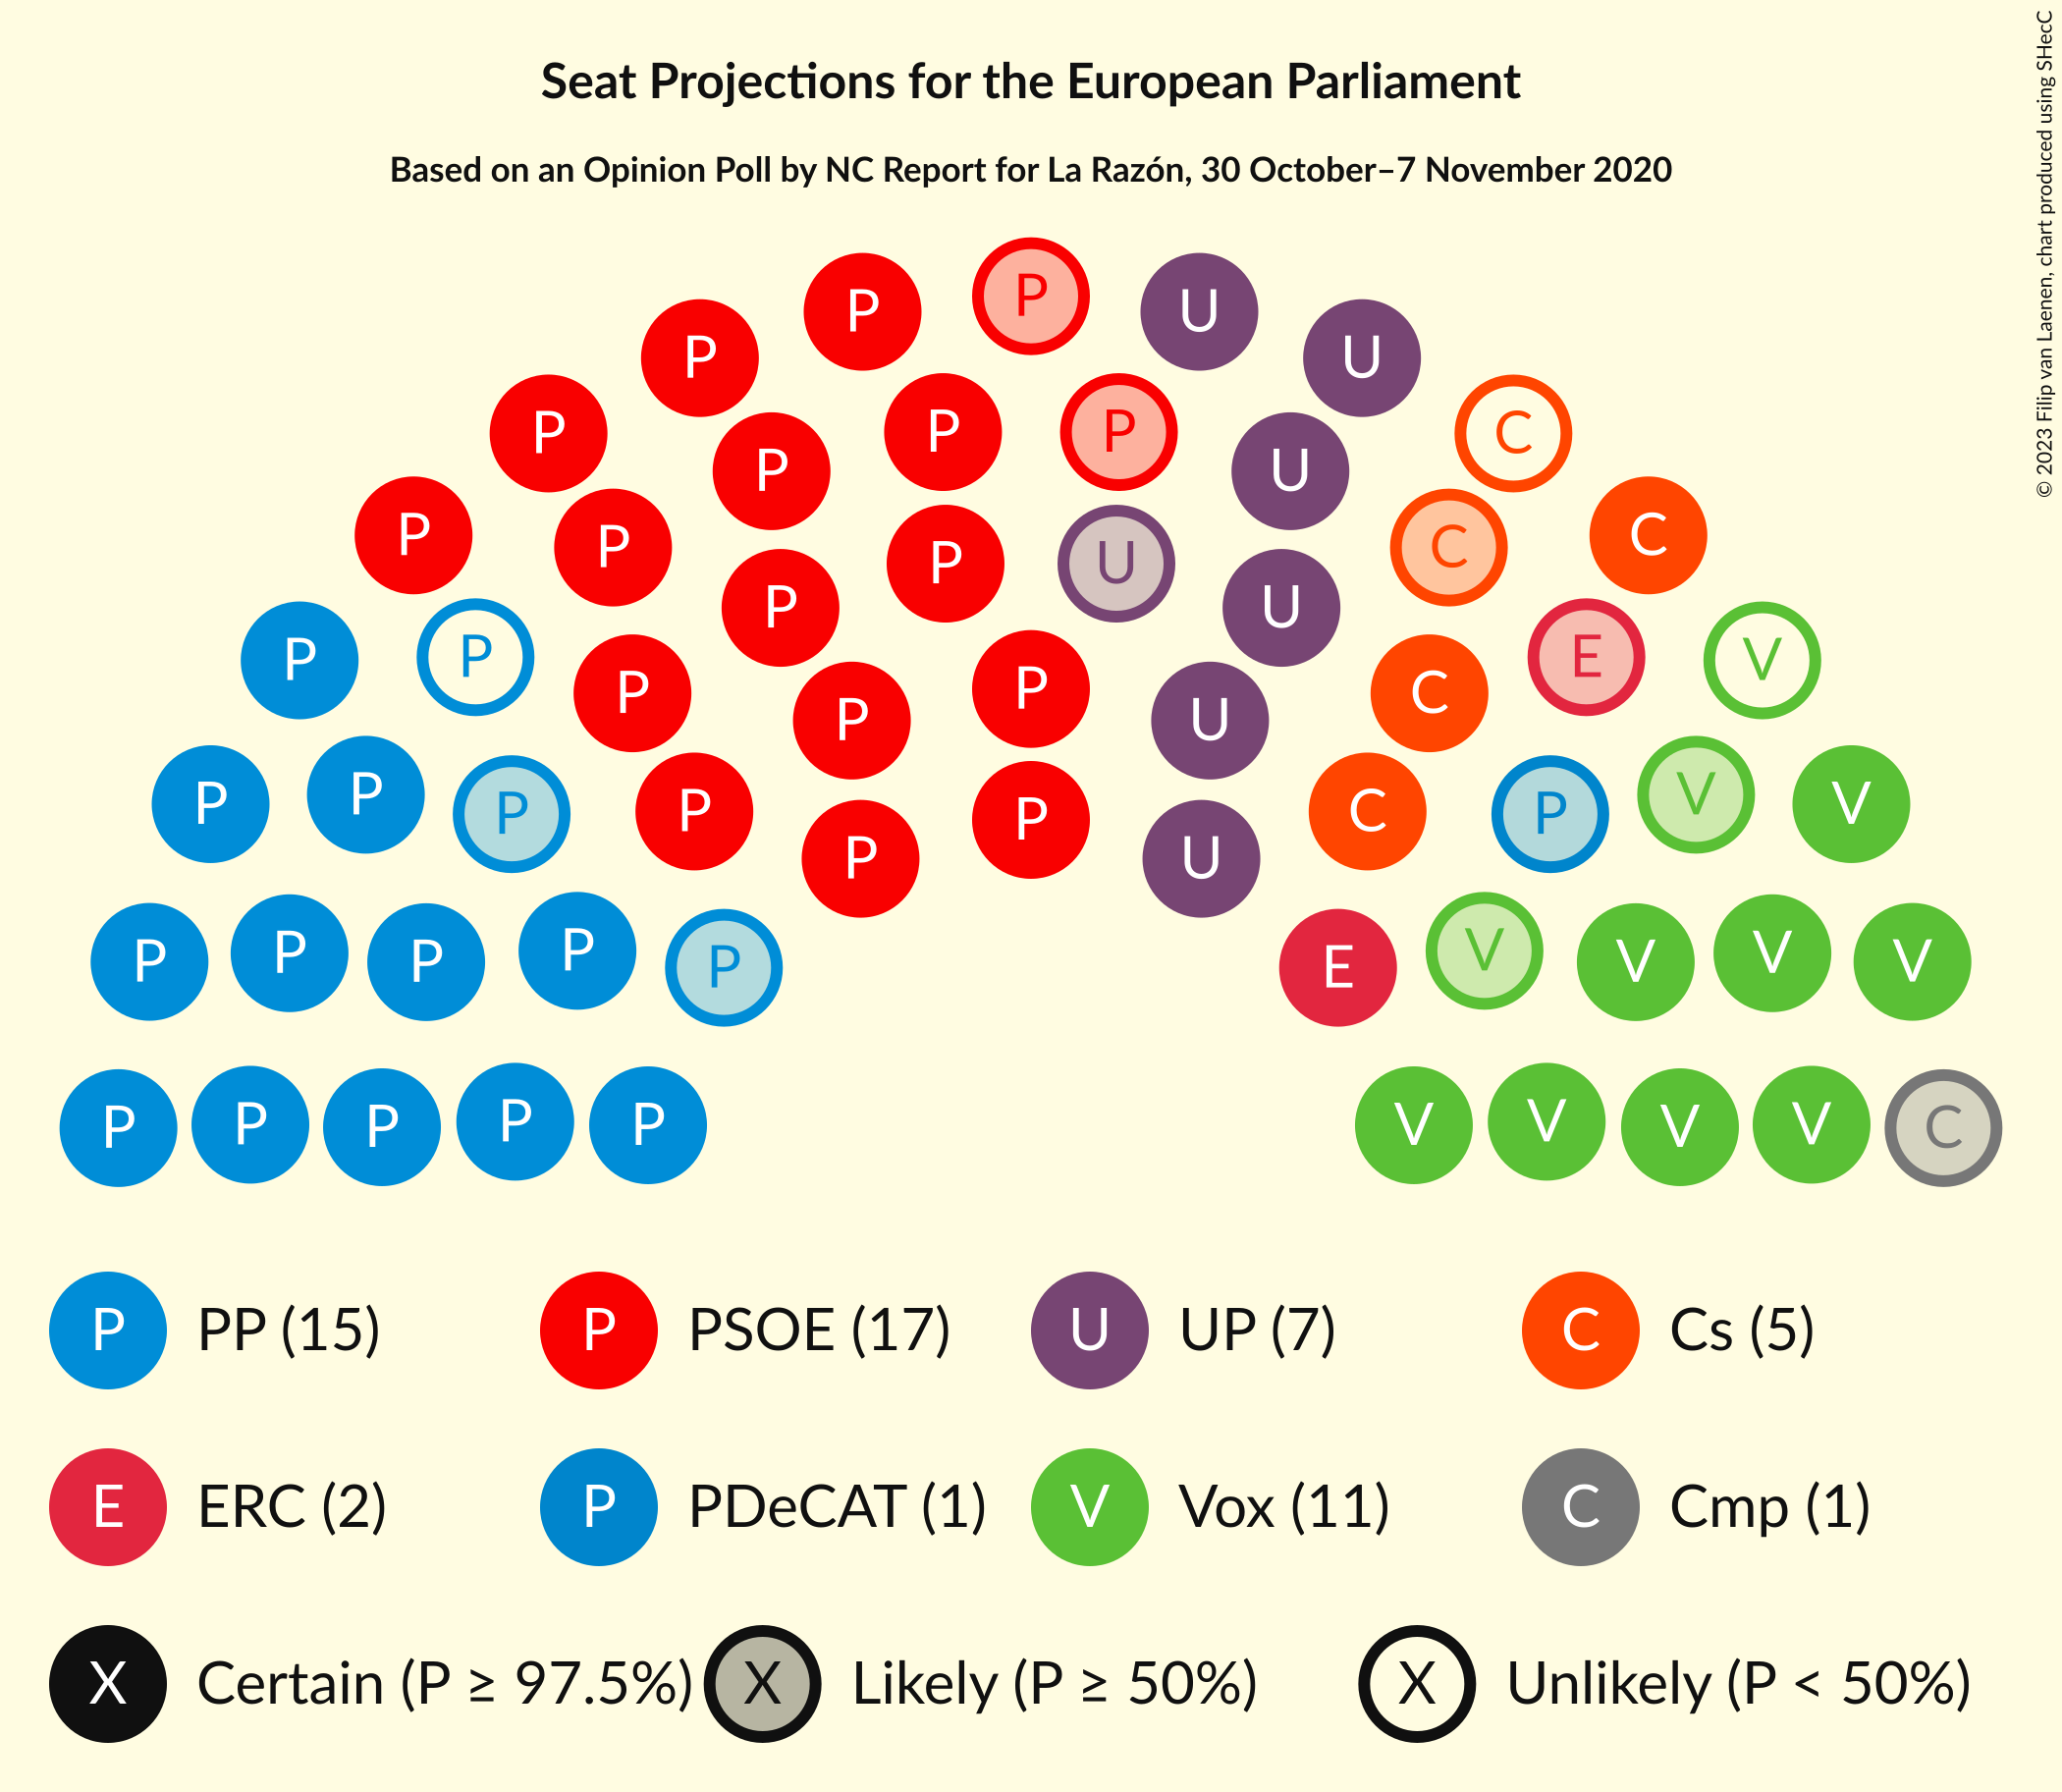 Seat Projections for the European Parliament
Based on an Opinion Poll by NC Report for La Razón, 30 October–7 November 2020
© 2023 Filip van Laenen, chart produced using SHecC
P
P P U
P U
P P U C
P P U
P P C C
P U
P P C
P P E V
P P C
P P U
P P V V
P P C P
P P U
P P P P P E V V V V
P P P P P V V V V C
P PP (15) P PSOE (17) U UP (7) C Cs (5)
E ERC (2) P PDeCAT (1) V Vox (11) C Cmp (1)
X Certain (P ≥ 97.5%) X Likely (P ≥ 50%) X Unlikely (P < 50%)